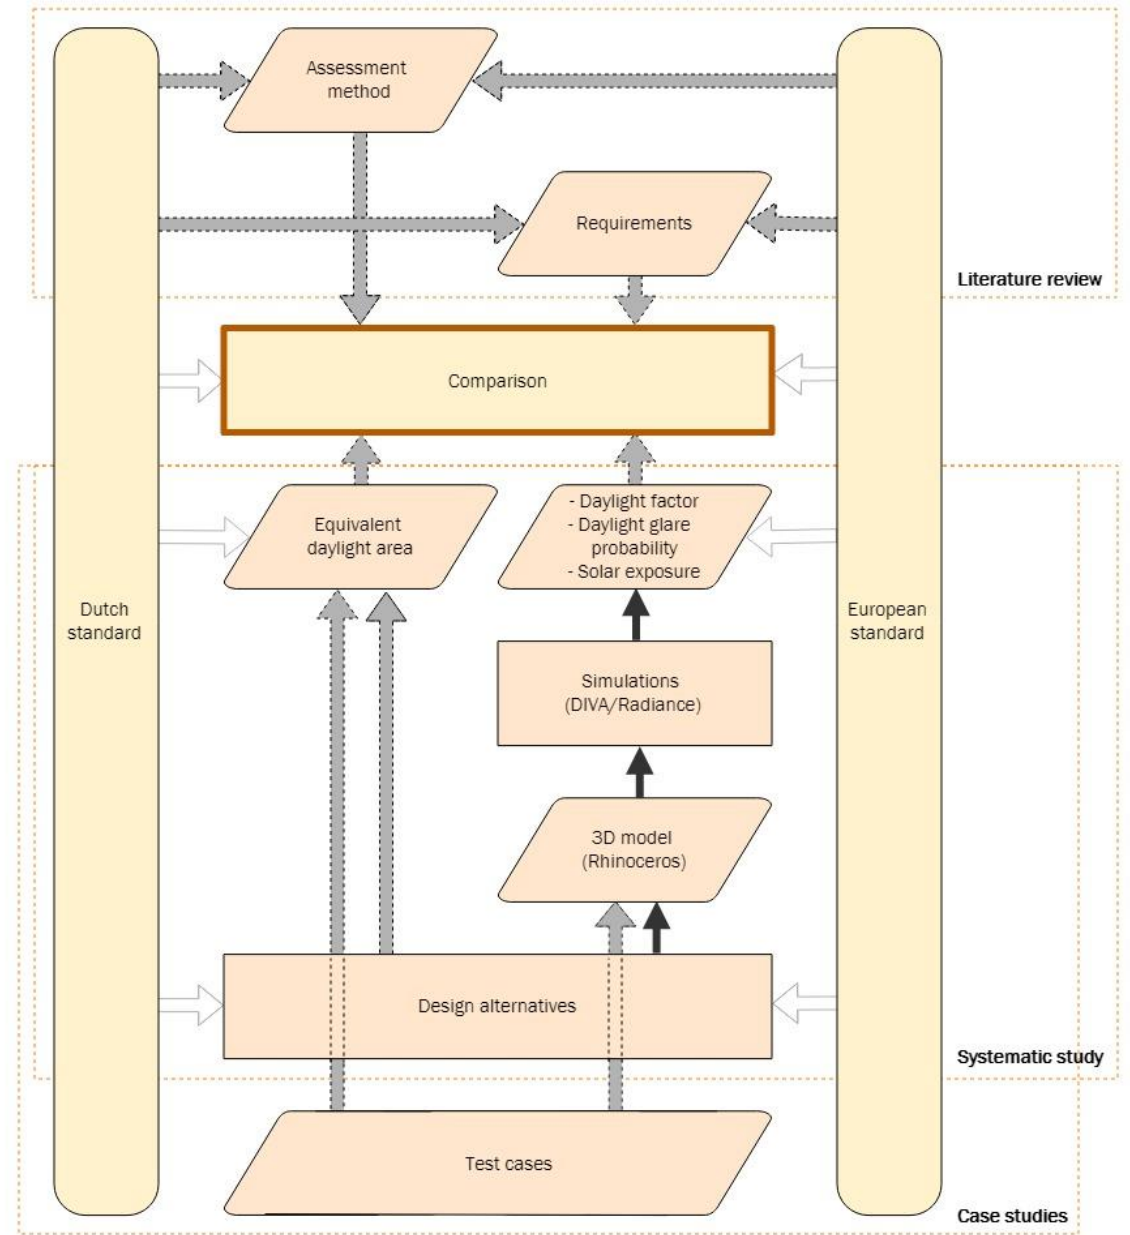 Assessment
method
Requirements
Literature review
Comparison
Equivalent
daylight area
- Daylight factor
- Daylight glare
probability
- Solar exposure
Dutch
standard
European
standard
Simulations
(DIVA/Radiance)
3D model
(Rhinoceros)
Design alternatives
Systematic study
Test cases
Case studies